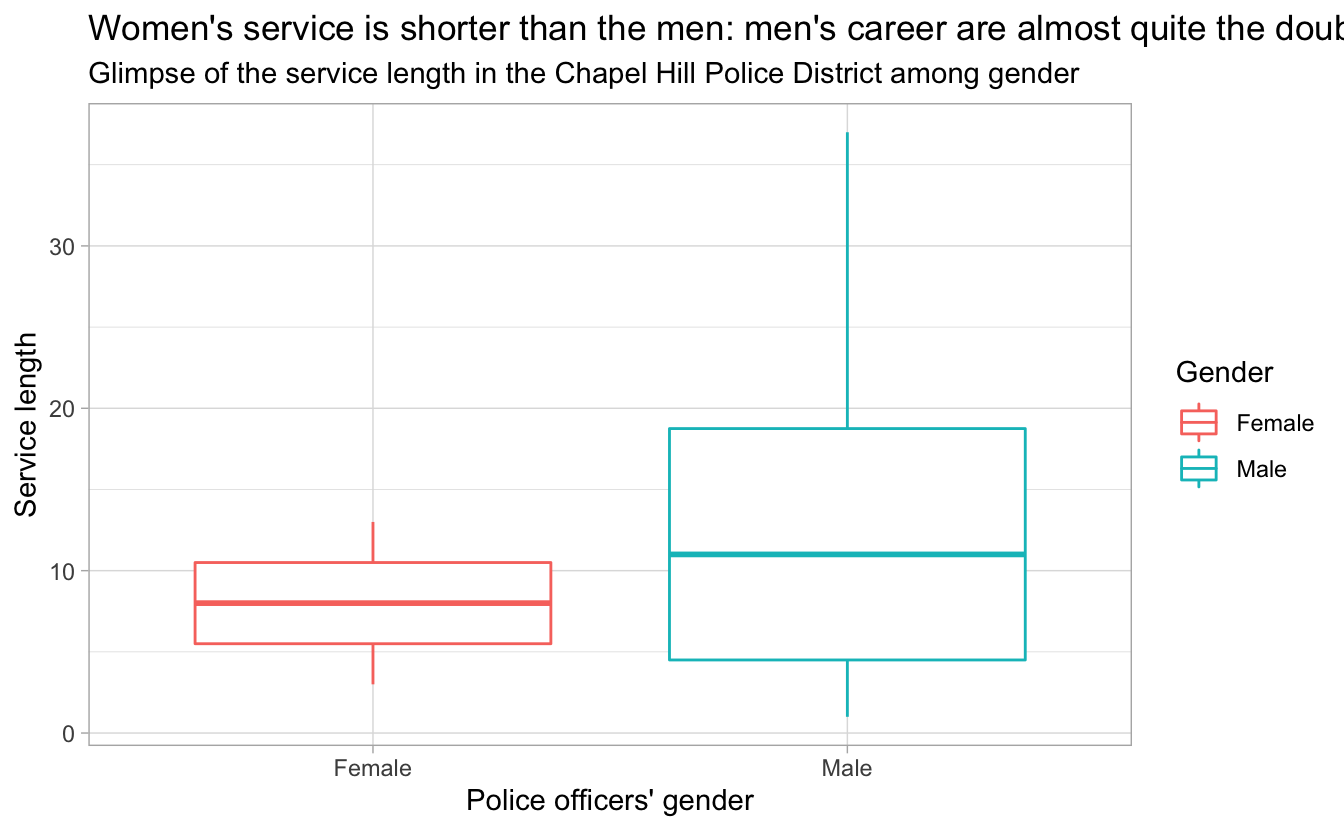 Women's service is shorter than the men: men's career are almost quite the doub
Glimpse of the service length in the Chapel Hill Police District among gender
Service length
30
20
10
0
Female
Male
Police officers' gender
Gender
Female
Male